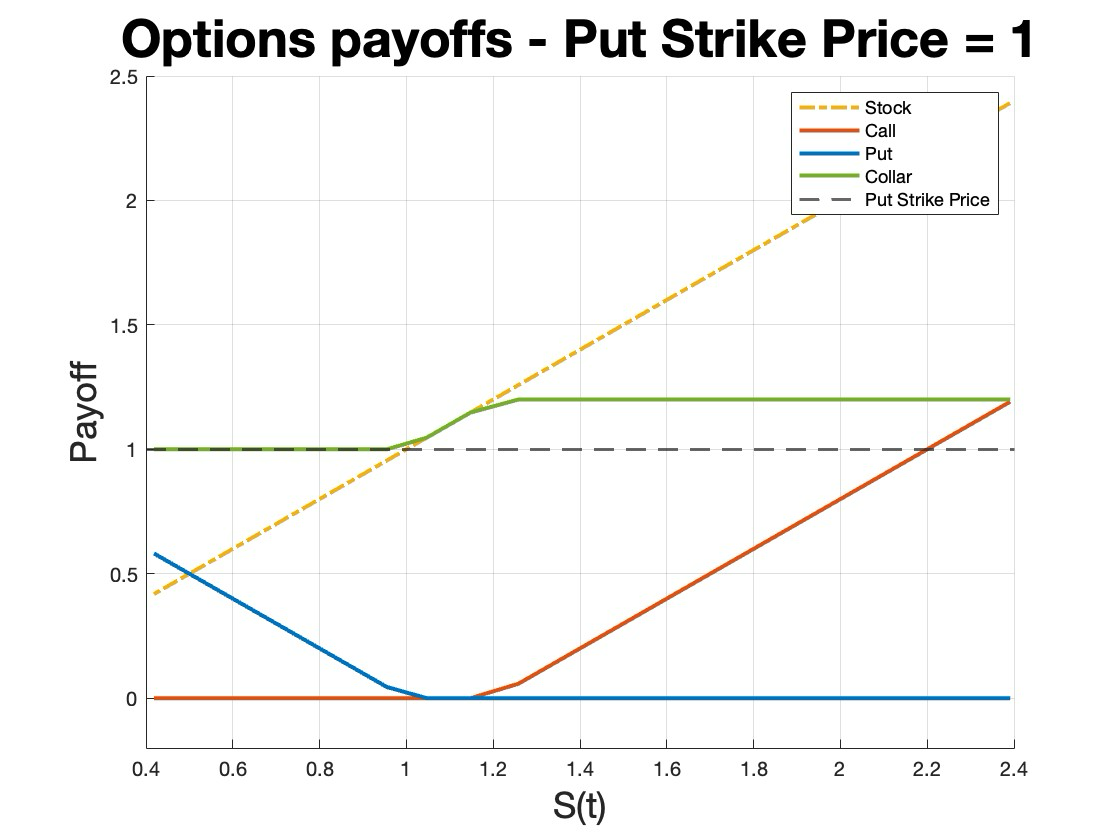 Options payoffs - Put Strike Price = 1
2.5
2
1.5
1
0.5
0
Payoff
Stock
Call
Put
Collar
Put Strike Price
0.4
0.6
0.8
1
1.2
1.4
1.6
1.8
2
2.2
2.4
S(t)